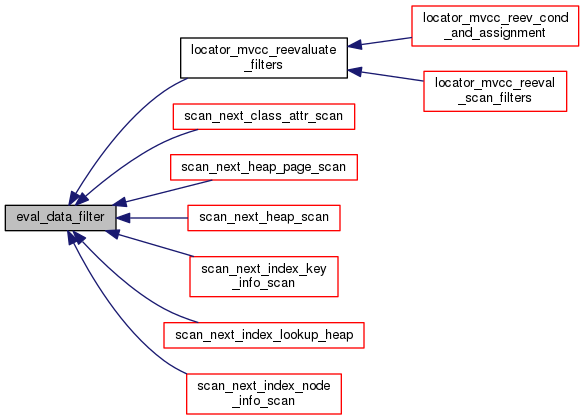 locator_mvcc_reev_cond
_and_assignment
locator_mvcc_reevaluate
_filters
locator_mvcc_reeval
_scan_filters
scan_next_class_attr_scan
scan_next_heap_page_scan
eval_data_filter
scan_next_heap_scan
scan_next_index_key
_info_scan
scan_next_index_lookup_heap
scan_next_index_node
_info_scan